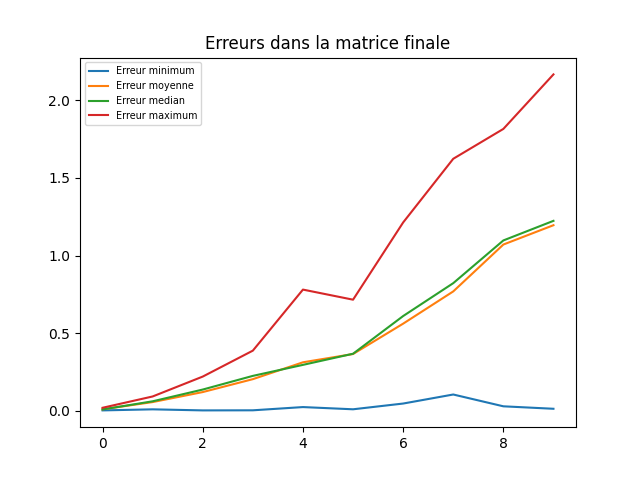 Erreurs dans la matrice finale
Erreur minimum
Erreur moyenne
Erreur median
Erreur maximum
2.0
1.5
1.0
0.5
0.0
0 2 4 6 8